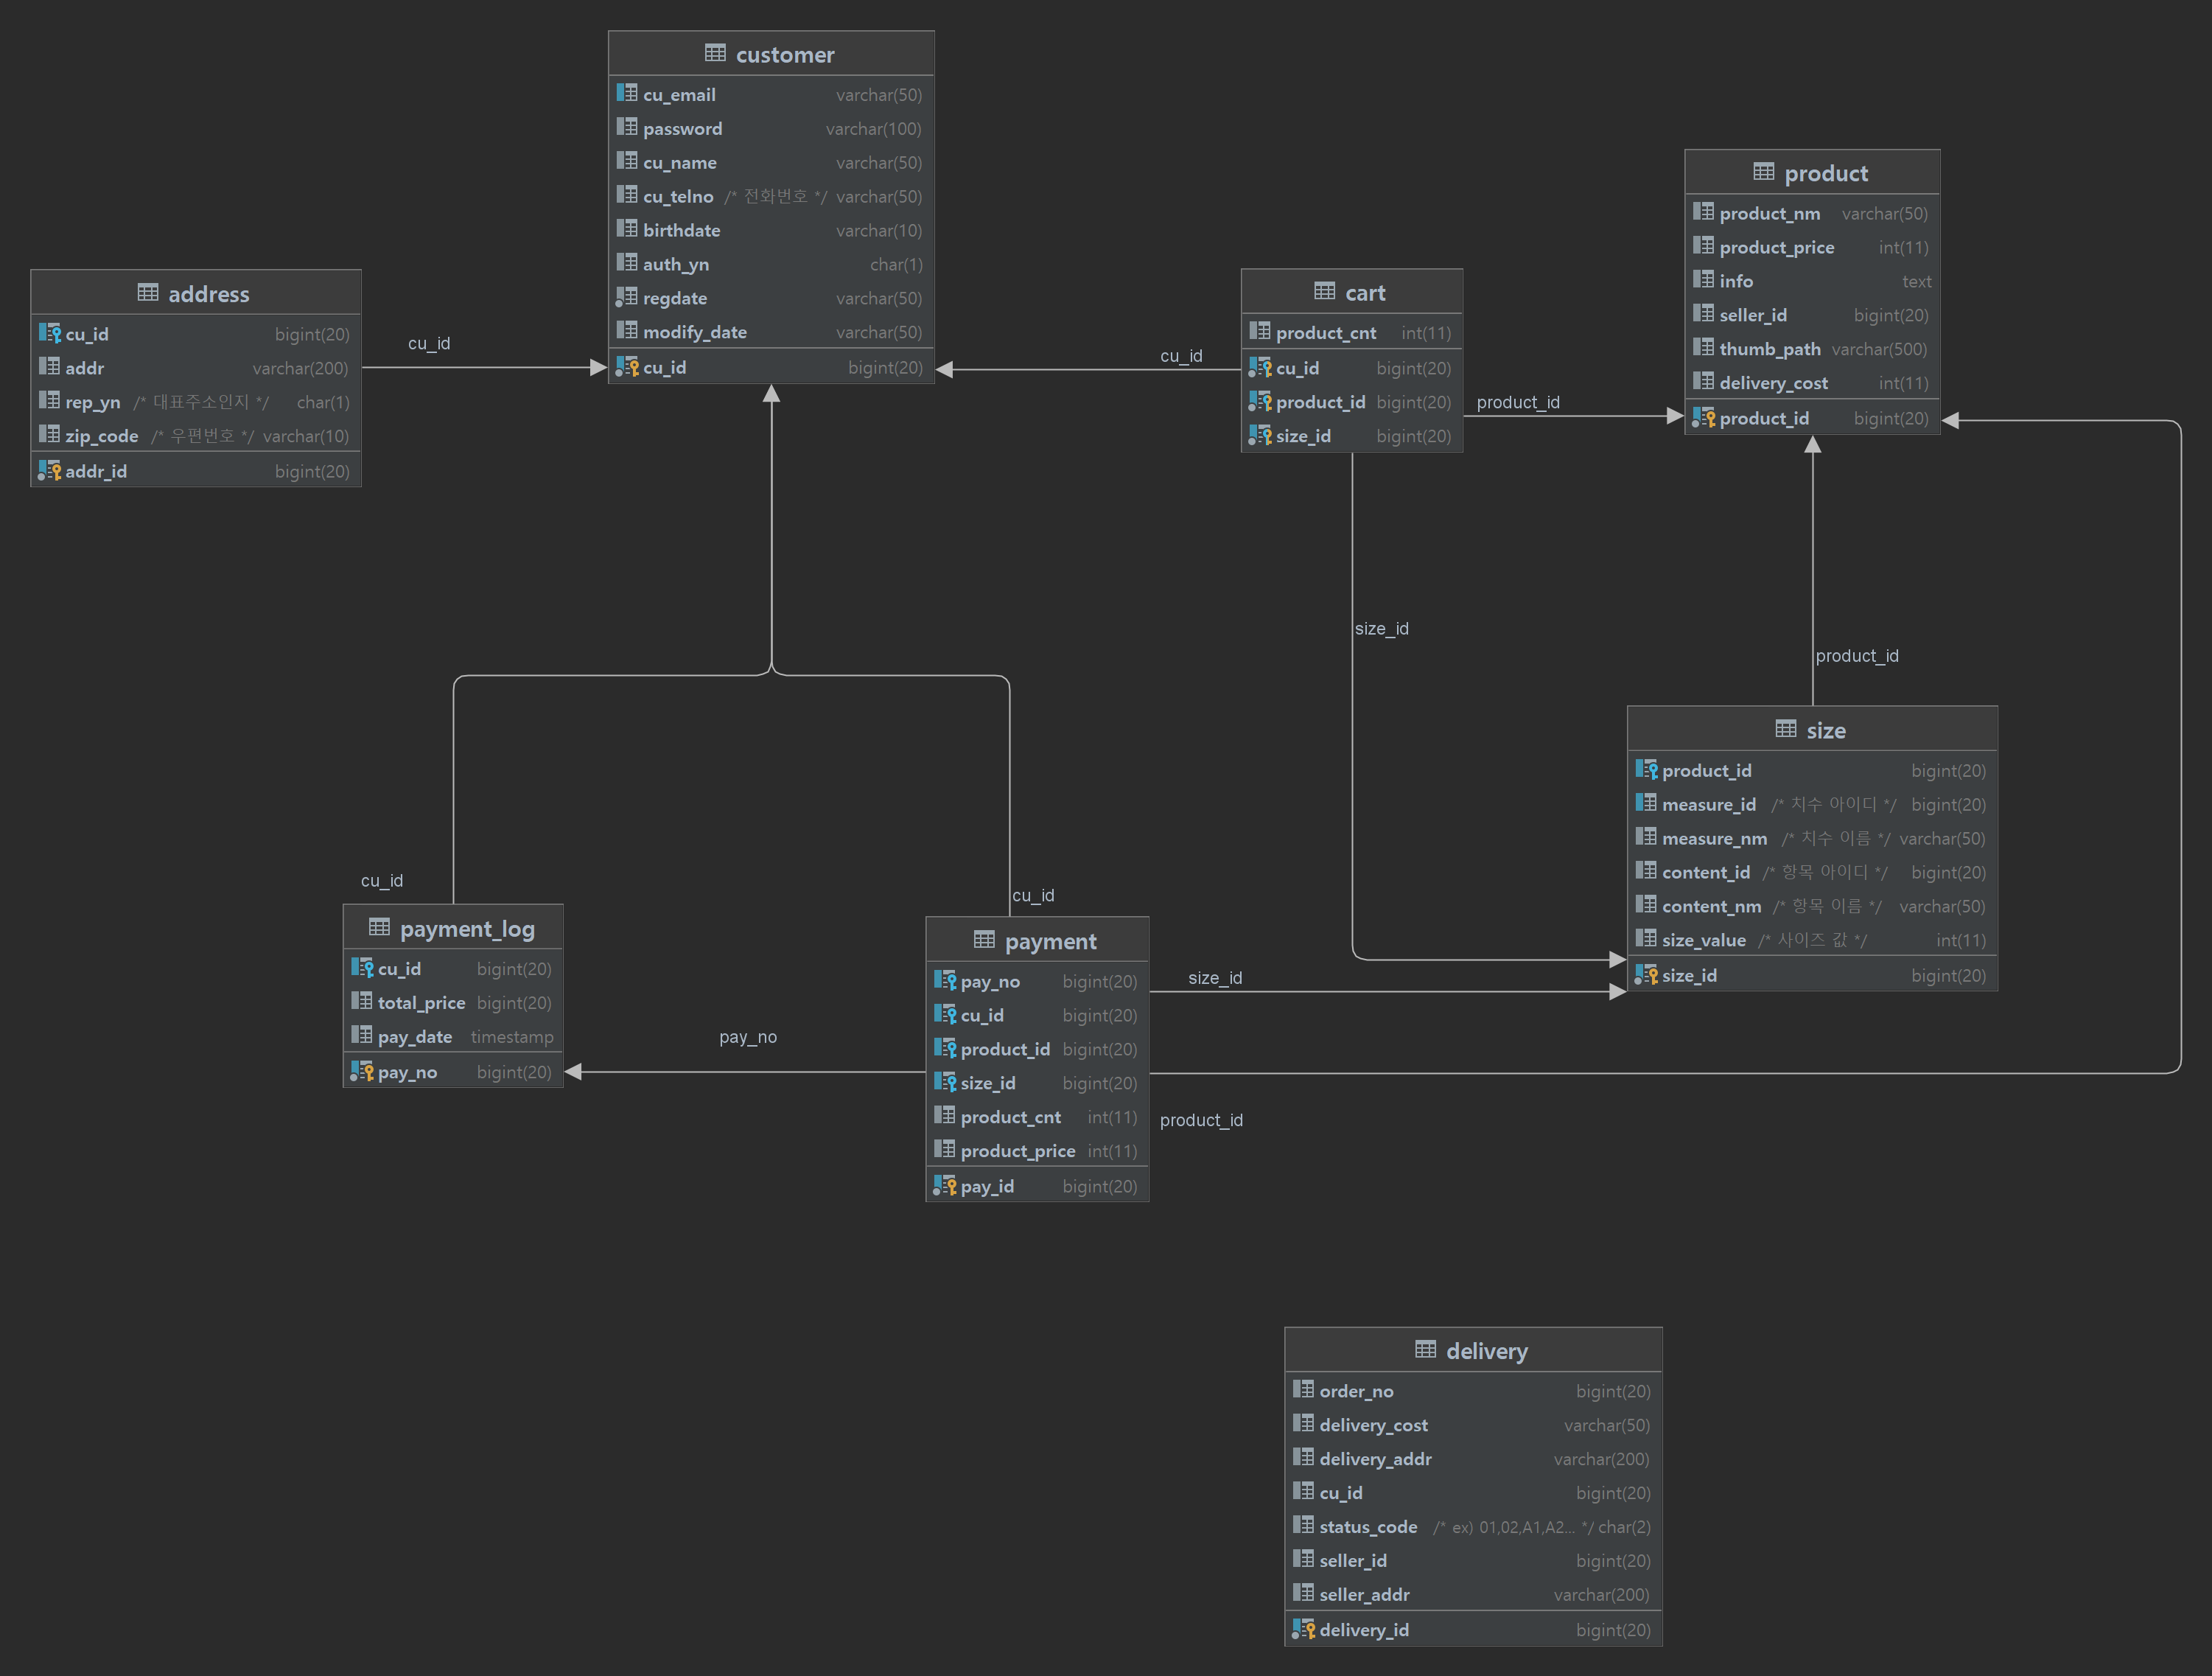 customer
cu_email varchar(50)
password varchar(100)
cu_name varchar(50)
cu_telno /* 전화번호 */ varchar(50)
birthdate varchar(10)
auth_yn char(1)
regdate varchar(50)
modify_date varchar(50)
cu_id bigint(20)
product
product_nm varchar(50)
product_price int(11)
info text
seller_id bigint(20)
thumb_path varchar(500)
delivery_cost int(11)
product_id bigint(20)
address
cu_id bigint(20)
addr varchar(200)
rep_yn /* 대표주소인지 */ char(1)
zip_code /* 우편번호 */ varchar(10)
addr_id bigint(20)
cu_id
cart
product_cnt int(11)
cu_id bigint(20)
product_id bigint(20)
size_id bigint(20)
cu_id
product_id
size_id
product_id
size
product_id bigint(20)
measure_id /* 치수 아이디 */ bigint(20)
measure_nm /* 치수 이름 */ varchar(50)
content_id /* 항목 아이디 */ bigint(20)
content_nm /* 항목 이름 */ varchar(50)
size_value /* 사이즈 값 */ int(11)
size_id bigint(20)
cu_id
payment_log
cu_id bigint(20)
total_price bigint(20)
pay_date timestamp
pay_no bigint(20)
cu_id
payment
pay_no bigint(20)
cu_id bigint(20)
product_id bigint(20)
size_id bigint(20)
product_cnt int(11)
product_price int(11)
pay_id bigint(20)
size_id
pay_no
product_id
delivery
order_no bigint(20)
delivery_cost varchar(50)
delivery_addr varchar(200)
cu_id bigint(20)
status_code /* ex) 01,02,A1,A2... */ char(2)
seller_id bigint(20)
seller_addr varchar(200)
delivery_id bigint(20)